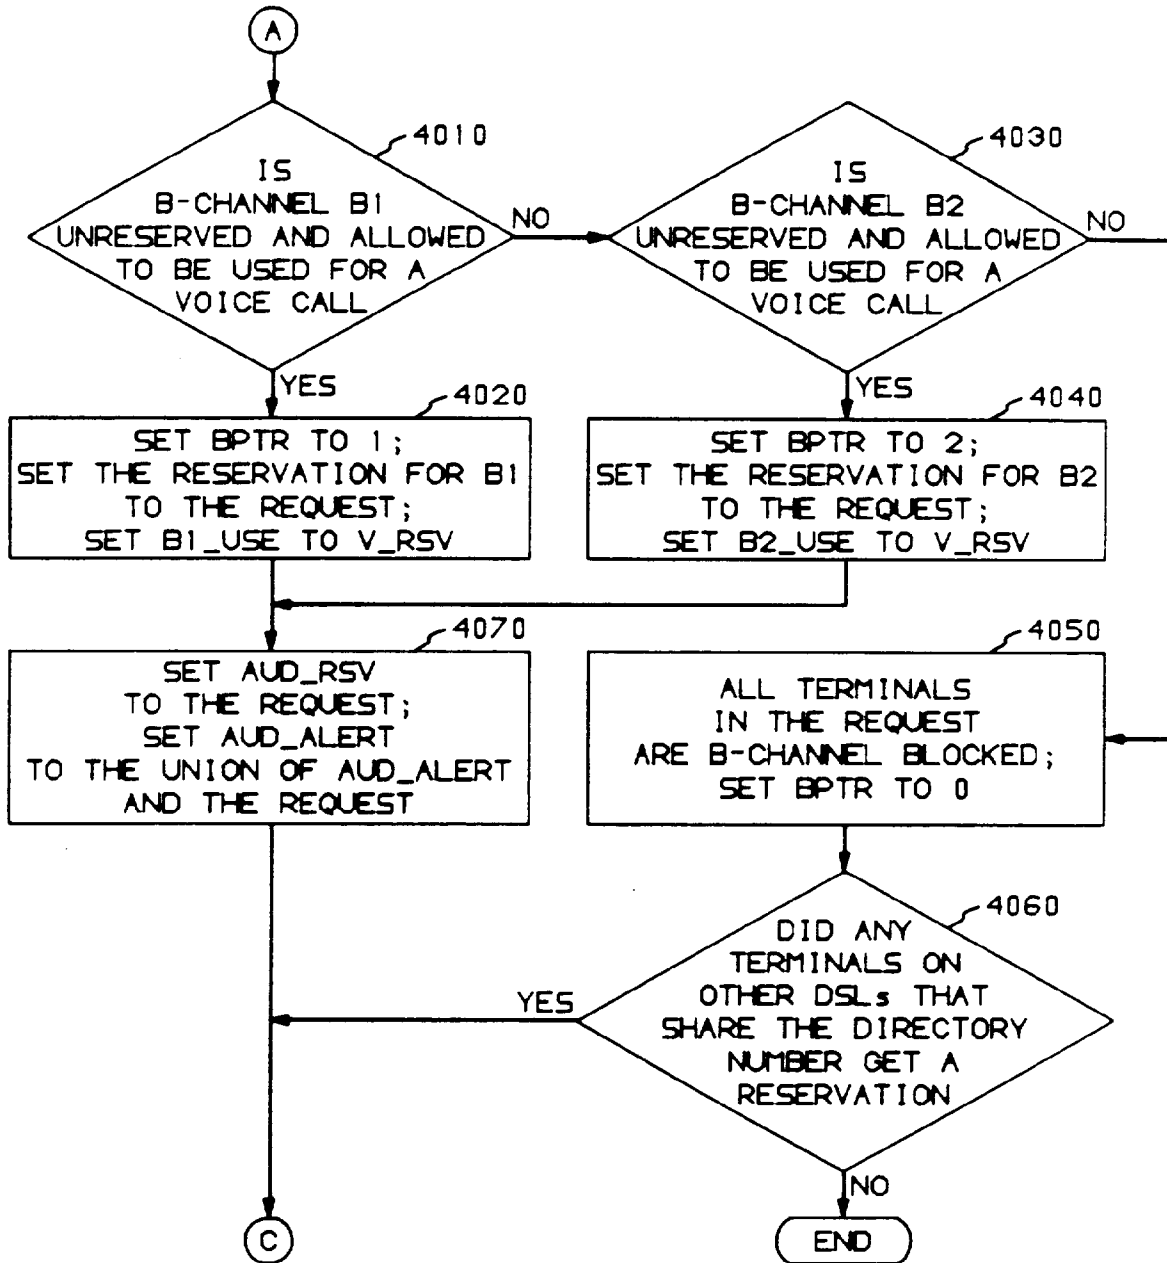 A
4010
IS
B-CHANNEL B1
UNRESERVED AND ALLOWED
TO BE USED FOR A
VOICE CALL
NO
YES
4030
IS
B-CHANNEL B2
UNRESERVED AND ALLOWED
TO BE USED FOR A
VOICE CALL
NO
YES
4020
SET BPTR TO 1;
SET THE RESERVATION FOR B1
TO THE REQUEST;
SET B1_USE TO V_RSV
4040
SET BPTR TO 2;
SET THE RESERVATION FOR B2
TO THE REQUEST;
SET B2_USE TO V_RSV
4070
SET AUD_RSV
TO THE REQUEST;
SET AUD_ALERT
TO THE UNION OF AUD_ALERT
AND THE REQUEST
4050
ALL TERMINALS
IN THE REQUEST
ARE B-CHANNEL BLOCKED;
SET BPTR TO 0
4060
DID ANY
TERMINALS ON
OTHER DSLs THAT
SHARE THE DIRECTORY
NUMBER GET A
RESERVATION
YES
NO
C
END